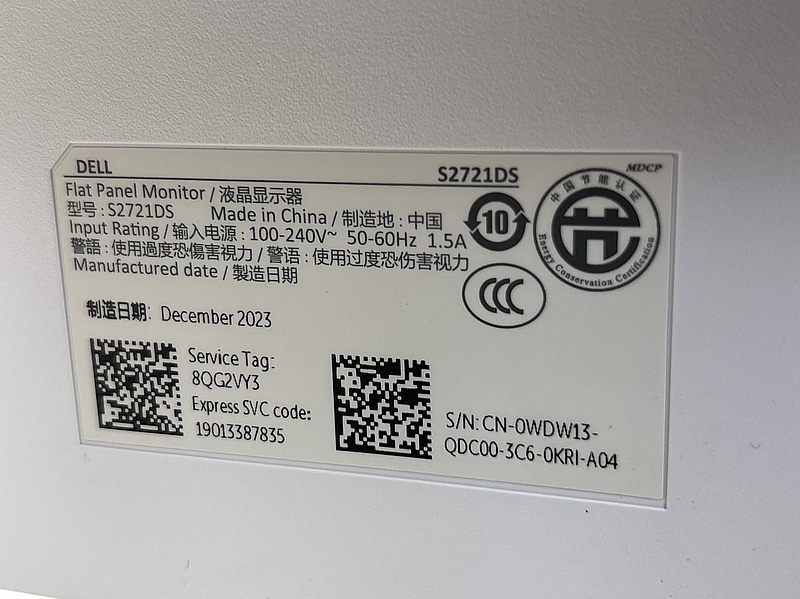 DELL S2721DS
MDCP
Flat Panel Monitor / 液晶显示器
型号 : S2721DS Made in China / 制造地 : 中国
Input Rating / 输入电源 : 100-240V~ 50-60Hz 1.5A
警語 : 使用過度恐傷害視力 / 警语 : 使用过度恐伤害视力
Manufactured date / 製造日期
10
中国节能认证
Energy Conservation Certification
CCC
制造日期: December 2023
Service Tag:
8QG2VY3
Express SVC code:
19013387835
S/N: CN-0WDW13-
QDC00-3C6-0KRI-A04